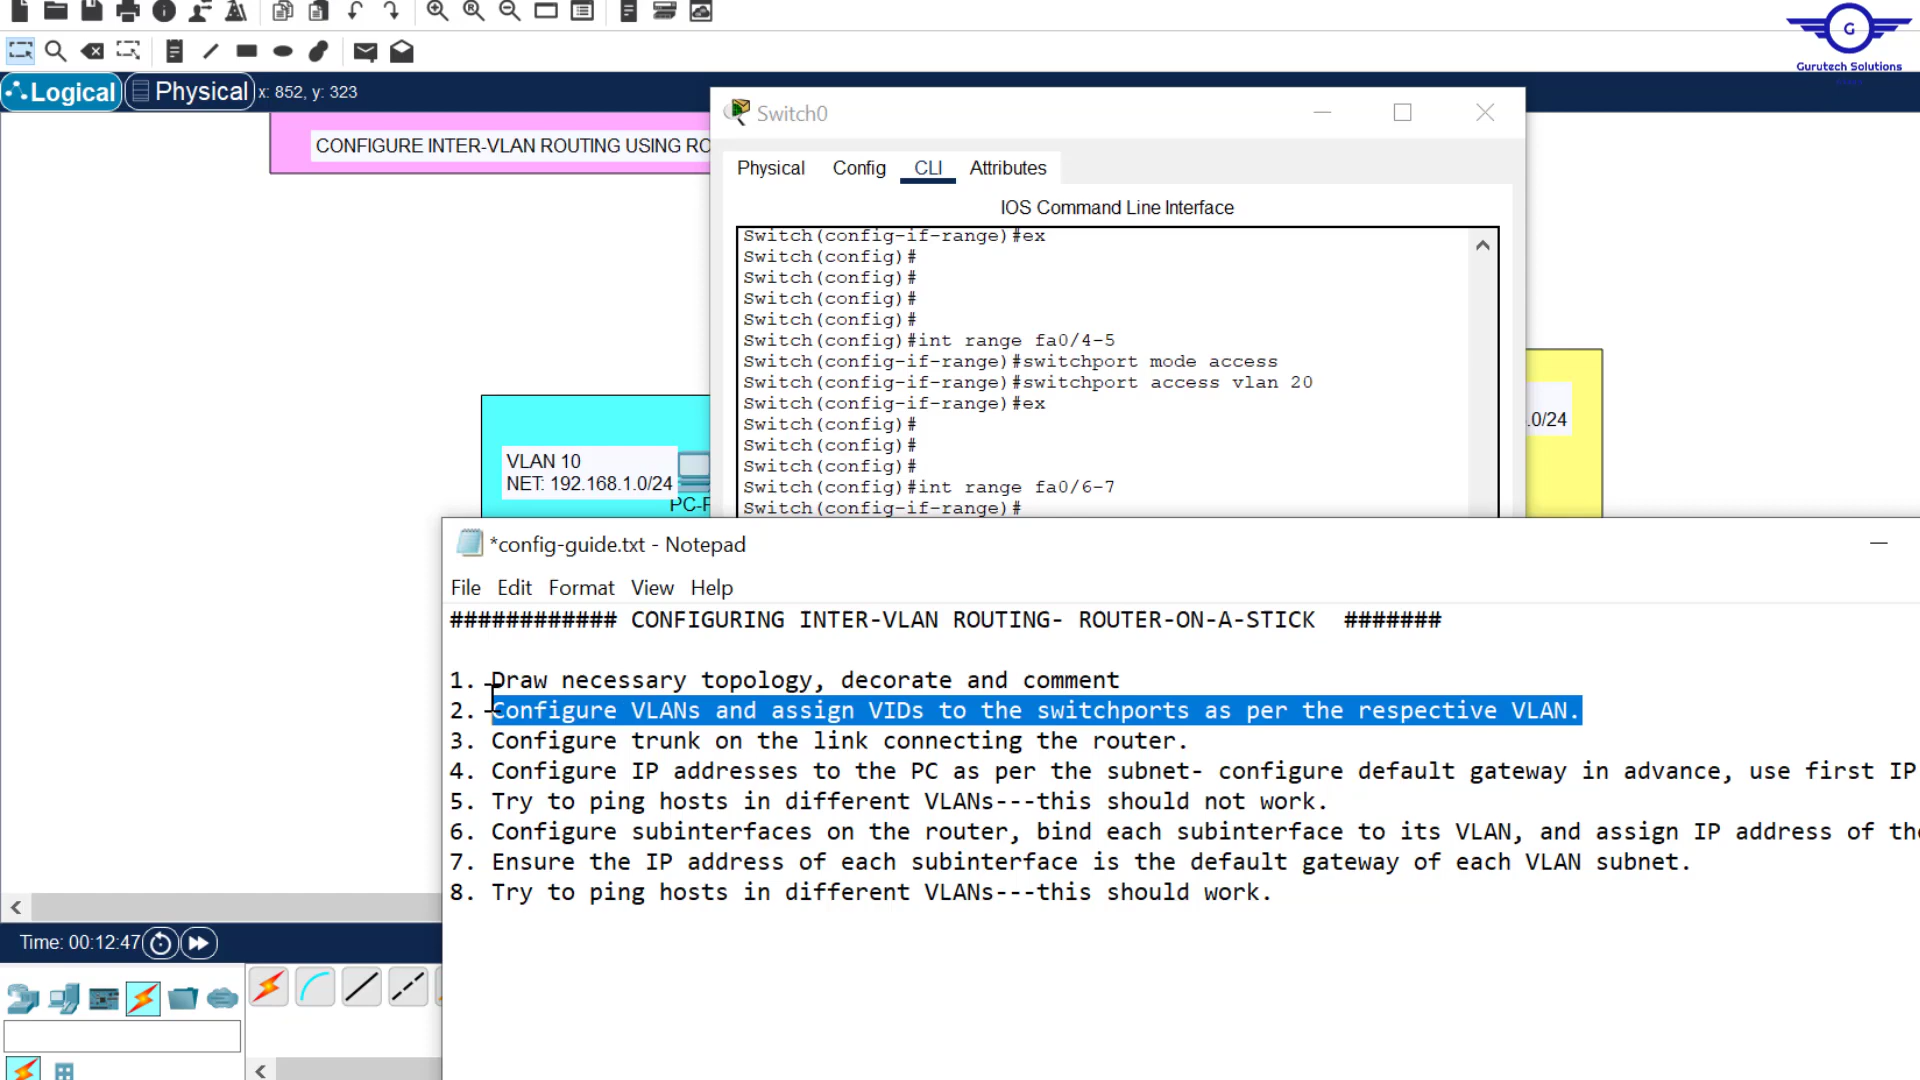 G
Gurutech Solutions
Logical
Physical
x: 852, y: 323
CONFIGURE INTER-VLAN ROUTING USING RO
Switch0
Physical
Config
CLI
Attributes
IOS Command Line Interface
Switch(config-if-range)#ex
Switch(config)#
Switch(config)#
Switch(config)#
Switch(config)#
Switch(config)#int range fa0/4-5
Switch(config-if-range)#switchport mode access
Switch(config-if-range)#switchport access vlan 20
Switch(config-if-range)#ex
Switch(config)#
Switch(config)#
Switch(config)#
Switch(config)#int range fa0/6-7
Switch(config-if-range)#
.0/24
VLAN 10
NET: 192.168.1.0/24
PC-P
*config-guide.txt - Notepad
File Edit Format View Help
############ CONFIGURING INTER-VLAN ROUTING- ROUTER-ON-A-STICK #######
1. Draw necessary topology, decorate and comment
2. Configure VLANs and assign VIDs to the switchports as per the respective VLAN.
3. Configure trunk on the link connecting the router.
4. Configure IP addresses to the PC as per the subnet- configure default gateway in advance, use first IP
5. Try to ping hosts in different VLANs---this should not work.
6. Configure subinterfaces on the router, bind each subinterface to its VLAN, and assign IP address of the
7. Ensure the IP address of each subinterface is the default gateway of each VLAN subnet.
8. Try to ping hosts in different VLANs---this should work.
Time: 00:12:47